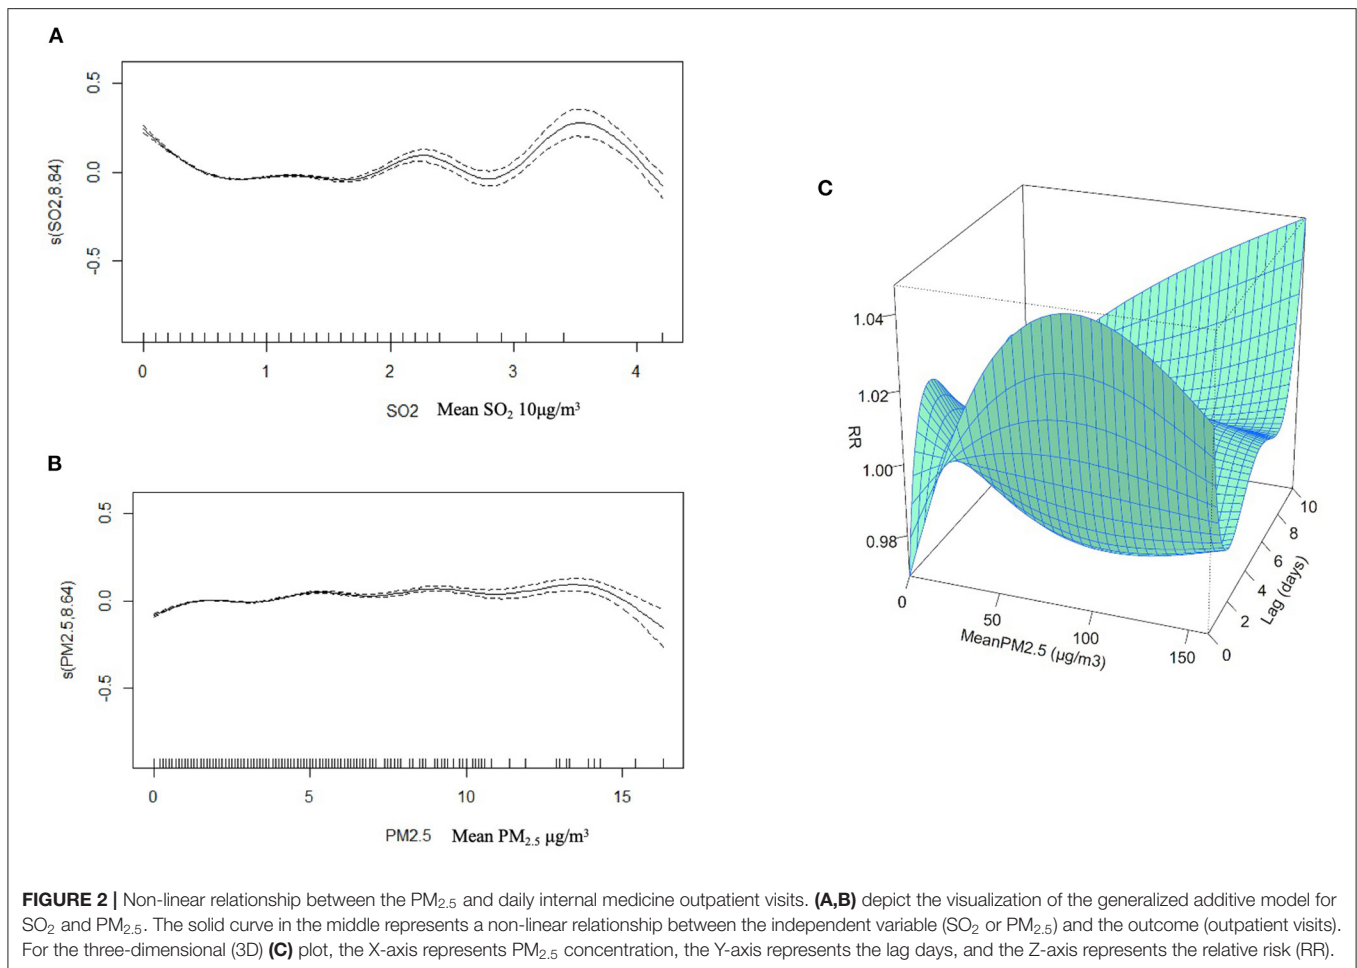 A
0.5
0.0
-0.5
s(SO2,8.84)
0 1 2 3 4
SO2 Mean SO₂ 10µg/m³
B
0.5
0.0
-0.5
s(PM2.5,8.64)
0 5 10 15
PM2.5 Mean PM₂.₅ µg/m³
C
1.04
1.02
1.00
0.98
RR
0 50 100 150
MeanPM2.5 (µg/m3)
0 2 4 6 8 10
Lag (days)
FIGURE 2 | Non-linear relationship between the PM₂.₅ and daily internal medicine outpatient visits. (A,B) depict the visualization of the generalized additive model for
SO₂ and PM₂.₅. The solid curve in the middle represents a non-linear relationship between the independent variable (SO₂ or PM₂.₅) and the outcome (outpatient visits).
For the three-dimensional (3D) (C) plot, the X-axis represents PM₂.₅ concentration, the Y-axis represents the lag days, and the Z-axis represents the relative risk (RR).